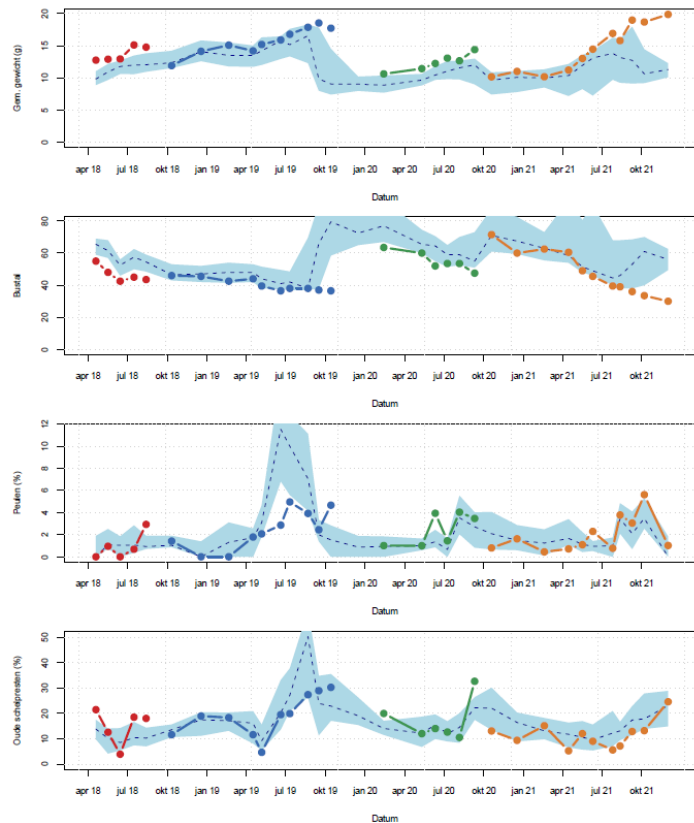 Gem. gewicht (g)
20
15
10
5
0
apr 18 jul 18 okt 18 jan 19 apr 19 jul 19 okt 19 jan 20 apr 20 jul 20 okt 20 jan 21 apr 21 jul 21 okt 21
Datum
Bustal
80
60
40
20
0
apr 18 jul 18 okt 18 jan 19 apr 19 jul 19 okt 19 jan 20 apr 20 jul 20 okt 20 jan 21 apr 21 jul 21 okt 21
Datum
Peulen (%)
12
10
8
6
4
2
0
apr 18 jul 18 okt 18 jan 19 apr 19 jul 19 okt 19 jan 20 apr 20 jul 20 okt 20 jan 21 apr 21 jul 21 okt 21
Datum
Oude schelpresten (%)
50
40
30
20
10
0
apr 18 jul 18 okt 18 jan 19 apr 19 jul 19 okt 19 jan 20 apr 20 jul 20 okt 20 jan 21 apr 21 jul 21 okt 21
Datum